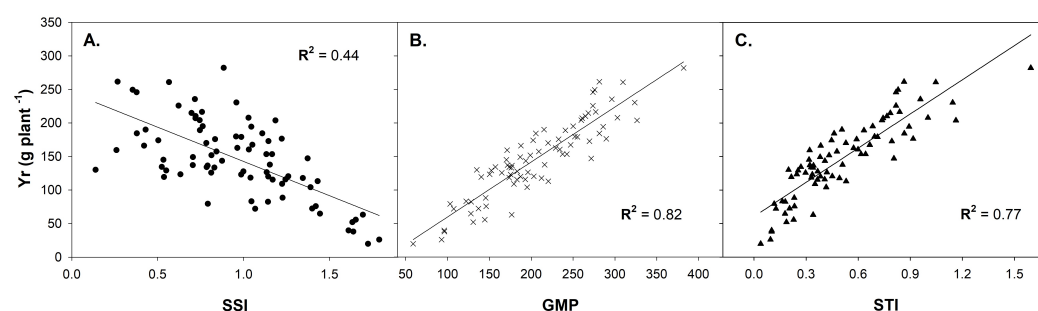 A.
R² = 0.44
B.
R² = 0.82
C.
R² = 0.77
Yr (g plant ⁻¹)
350
300
250
200
150
100
50
0
0.0 0.5 1.0 1.5
50 100 150 200 250 300 350 400
0.0 0.3 0.6 0.9 1.2 1.5
SSI
GMP
STI